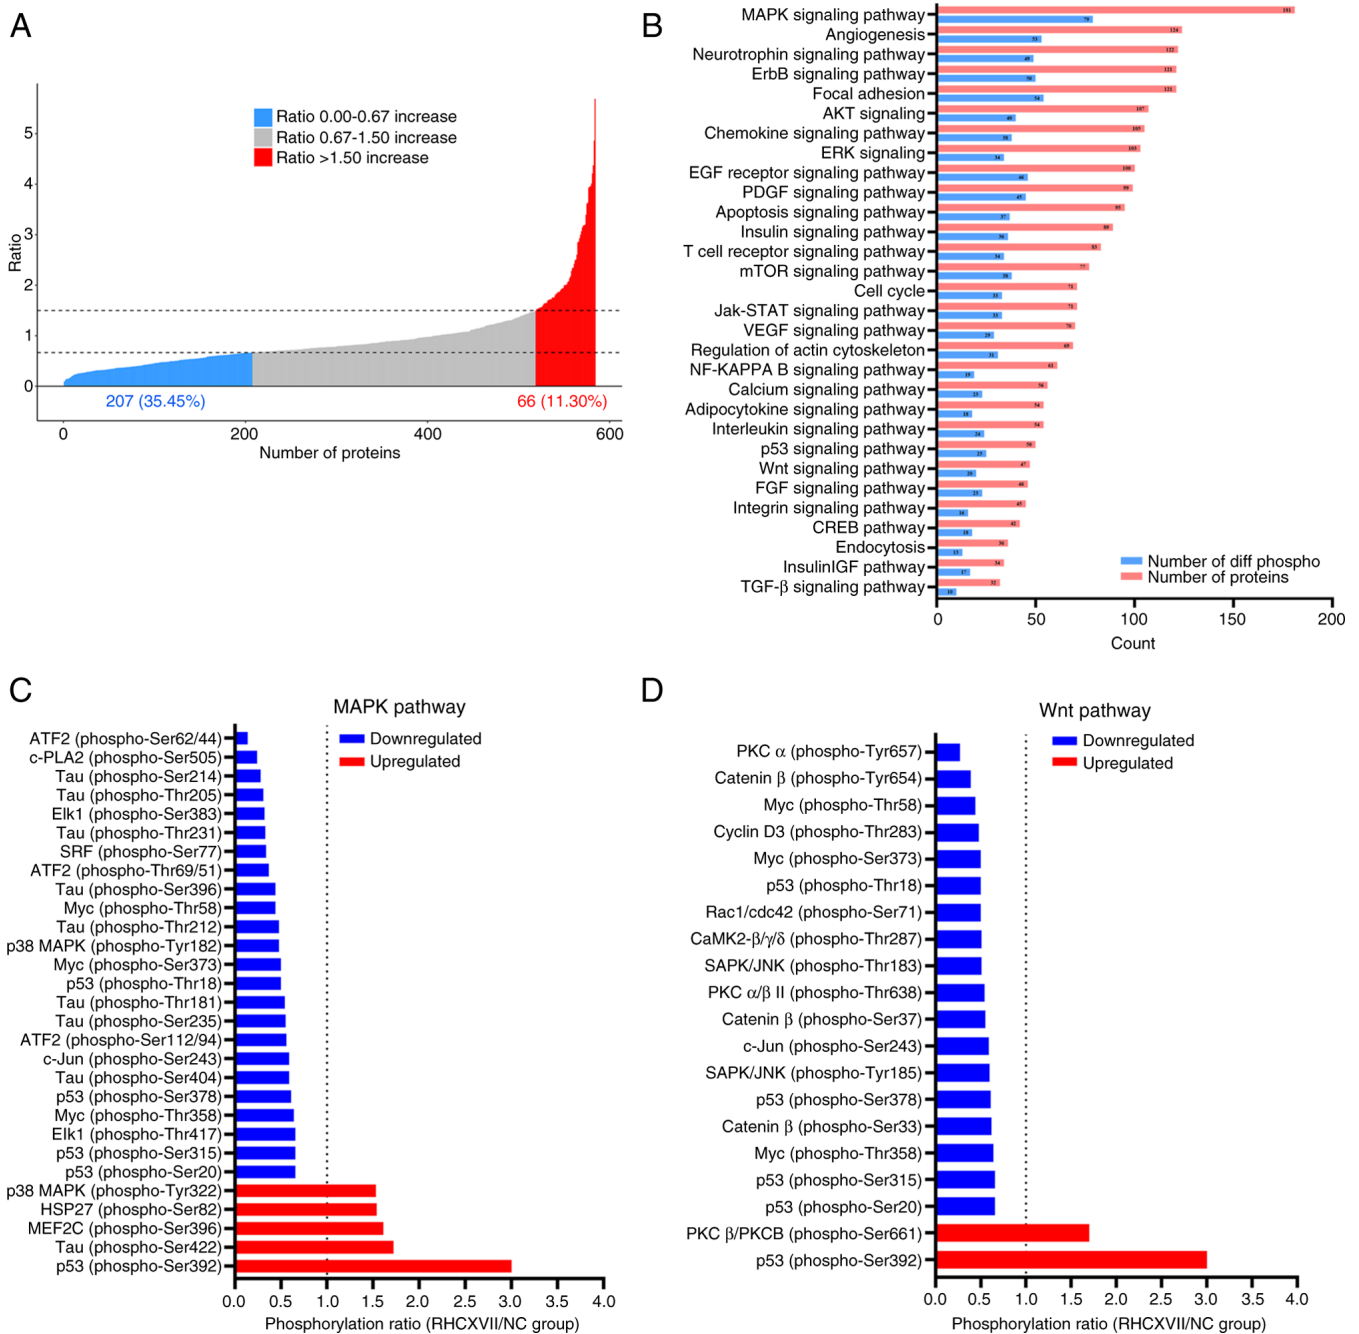 A
Ratio 0.00-0.67 increase
Ratio 0.67-1.50 increase
Ratio >1.50 increase
Ratio
5
4
3
2
1
0
207 (35.45%)
66 (11.30%)
0
200
400
600
Number of proteins
B
MAPK signaling pathway
Angiogenesis
Neurotrophin signaling pathway
ErbB signaling pathway
Focal adhesion
AKT signaling
Chemokine signaling pathway
ERK signaling
EGF receptor signaling pathway
PDGF signaling pathway
Apoptosis signaling pathway
Insulin signaling pathway
T cell receptor signaling pathway
mTOR signaling pathway
Cell cycle
Jak-STAT signaling pathway
VEGF signaling pathway
Regulation of actin cytoskeleton
NF-KAPPA B signaling pathway
Calcium signaling pathway
Adipocytokine signaling pathway
Interleukin signaling pathway
p53 signaling pathway
Wnt signaling pathway
FGF signaling pathway
Integrin signaling pathway
CREB pathway
Endocytosis
InsulinIGF pathway
TGF-β signaling pathway
Number of diff phospho
Number of proteins
0
50
100
150
200
Count
C
MAPK pathway
Downregulated
Upregulated
ATF2 (phospho-Ser62/44)
c-PLA2 (phospho-Ser505)
Tau (phospho-Ser214)
Tau (phospho-Thr205)
Elk1 (phospho-Ser383)
Tau (phospho-Thr231)
SRF (phospho-Ser77)
ATF2 (phospho-Thr69/51)
Tau (phospho-Ser396)
Myc (phospho-Thr58)
Tau (phospho-Thr212)
p38 MAPK (phospho-Tyr182)
Myc (phospho-Ser373)
p53 (phospho-Thr18)
Tau (phospho-Thr181)
Tau (phospho-Ser235)
ATF2 (phospho-Ser112/94)
c-Jun (phospho-Ser243)
Tau (phospho-Ser404)
p53 (phospho-Ser378)
Myc (phospho-Thr358)
Elk1 (phospho-Thr417)
p53 (phospho-Ser315)
p53 (phospho-Ser20)
p38 MAPK (phospho-Tyr322)
HSP27 (phospho-Ser82)
MEF2C (phospho-Ser396)
Tau (phospho-Ser422)
p53 (phospho-Ser392)
0.0
0.5
1.0
1.5
2.0
2.5
3.0
3.5
4.0
Phosphorylation ratio (RHCXVII/NC group)
D
Wnt pathway
Downregulated
Upregulated
PKC α (phospho-Tyr657)
Catenin β (phospho-Tyr654)
Myc (phospho-Thr58)
Cyclin D3 (phospho-Thr283)
Myc (phospho-Ser373)
p53 (phospho-Thr18)
Rac1/cdc42 (phospho-Ser71)
CaMK2-β/γ/δ (phospho-Thr287)
SAPK/JNK (phospho-Thr183)
PKC α/β II (phospho-Thr638)
Catenin β (phospho-Ser37)
c-Jun (phospho-Ser243)
SAPK/JNK (phospho-Tyr185)
p53 (phospho-Ser378)
Catenin β (phospho-Ser33)
Myc (phospho-Thr358)
p53 (phospho-Ser315)
p53 (phospho-Ser20)
PKC β/PKCB (phospho-Ser661)
p53 (phospho-Ser392)
0.0
0.5
1.0
1.5
2.0
2.5
3.0
3.5
4.0
Phosphorylation ratio (RHCXVII/NC group)